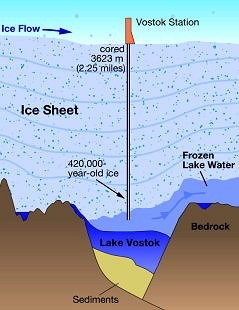 Vostok Station
Ice Flow
cored
3623 m
(2,25 miles)
Ice Sheet
420,000-
year-old ice
Frozen
Lake Water
Bedrock
Lake Vostok
Sediments